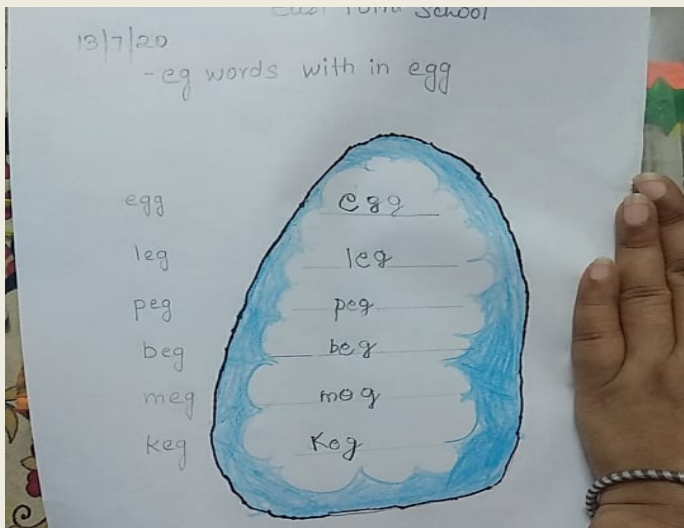 School
13/7/20
-eg words with in egg
egg egg
leg leg
peg peg
beg beg
meg meg
keg Keg